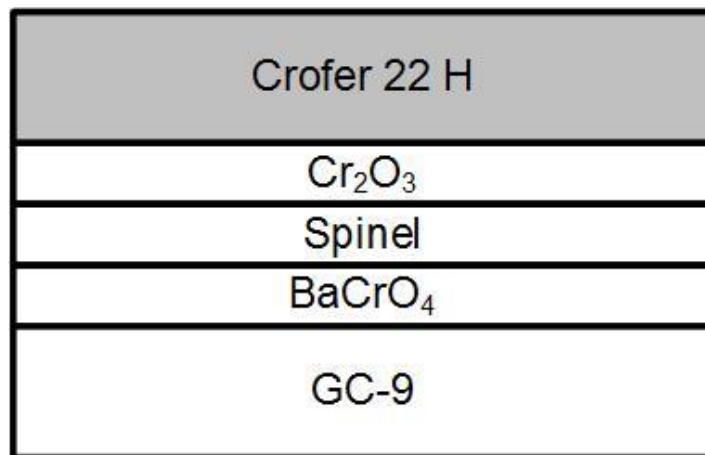 Crofer 22 H
Cr₂O₃
Spinel
BaCrO₄
GC-9